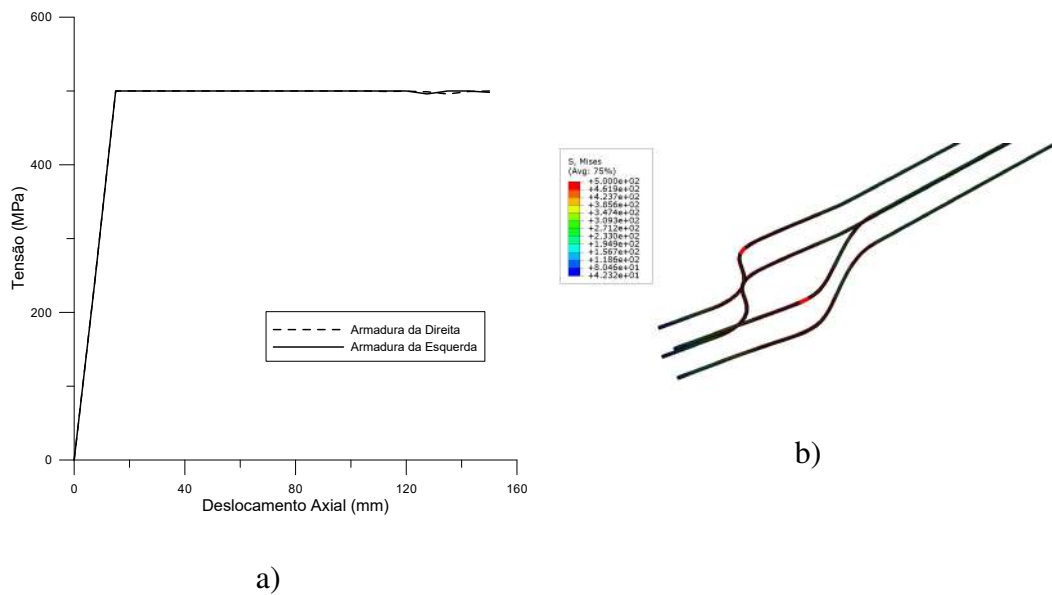 600
400
200
0
Tensão (MPa)
Armadura da Direita
Armadura da Esquerda
0 40 80 120 160
Deslocamento Axial (mm)
a)
S, Mises
(Avg: 75%)
+5.000e+02
+4.619e+02
+4.237e+02
+3.856e+02
+3.474e+02
+3.093e+02
+2.712e+02
+2.330e+02
+1.949e+02
+1.567e+02
+1.186e+02
+8.046e+01
+4.232e+01
b)